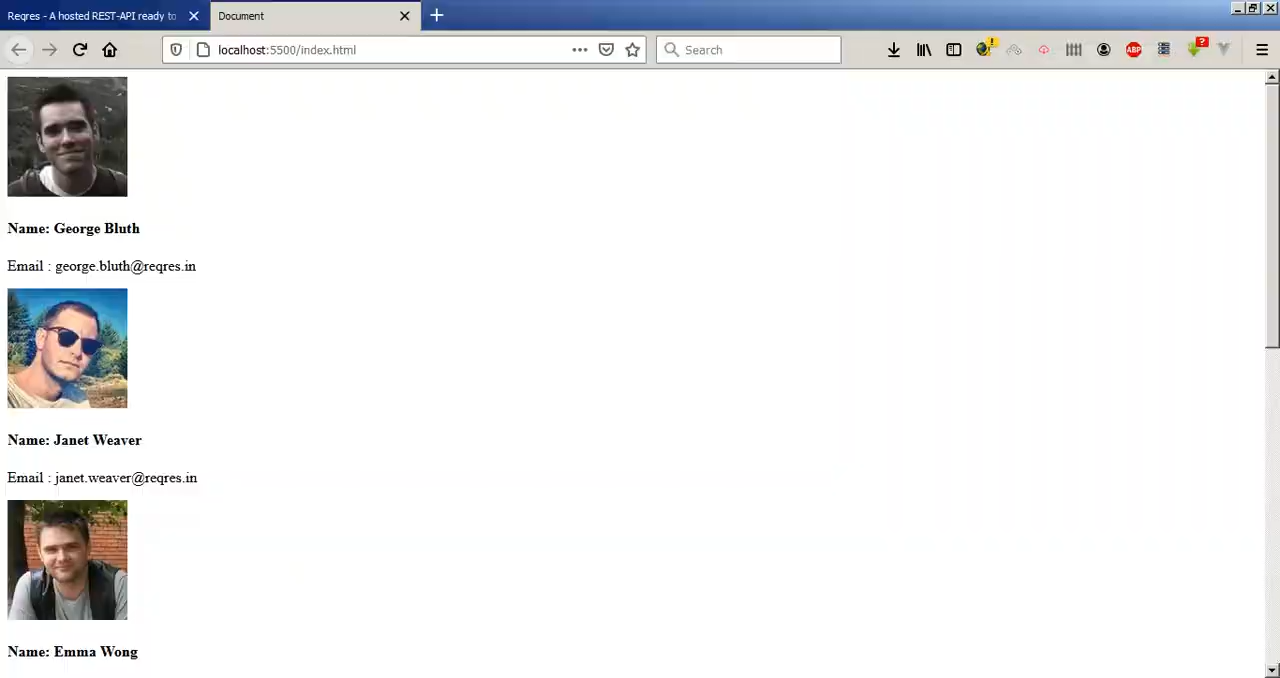 Reqres - A hosted REST-API ready to
Document
localhost:5500/index.html
Search
ABP
Name: George Bluth
Email : george.bluth@reqres.in
Name: Janet Weaver
Email : janet.weaver@reqres.in
Name: Emma Wong